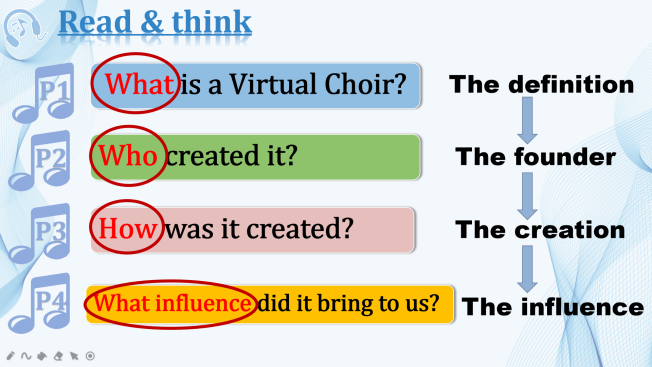 Read & think
P1 What is a Virtual Choir? The definition
P2 Who created it? The founder
P3 How was it created? The creation
P4 What influence did it bring to us? The influence